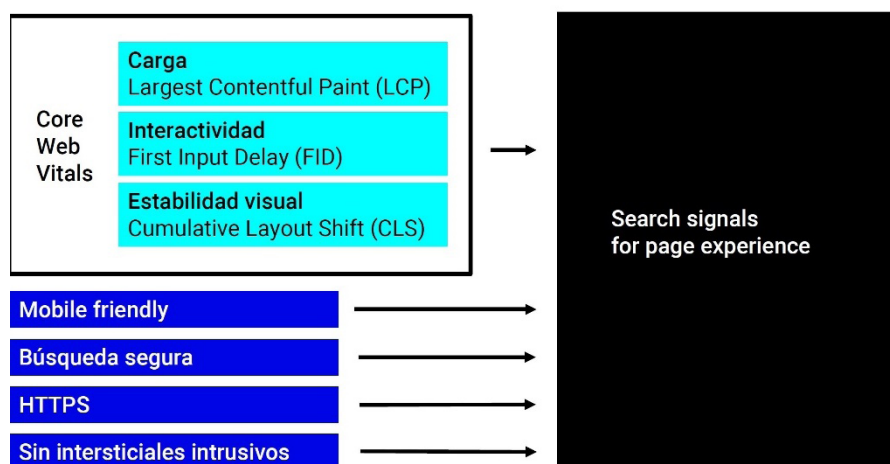 Core
Web
Vitals
Carga
Largest Contentful Paint (LCP)
Interactividad
First Input Delay (FID)
Estabilidad visual
Cumulative Layout Shift (CLS)
Mobile friendly
Búsqueda segura
HTTPS
Sin intersticiales intrusivos
Search signals
for page experience